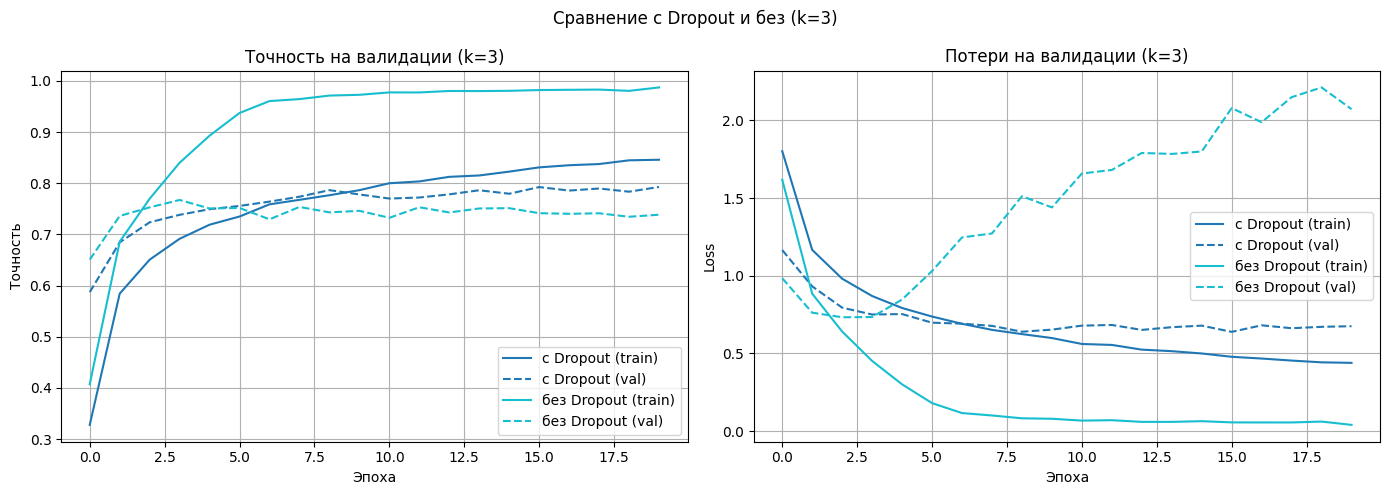 Сравнение с Dropout и без (k=3)
Точность на валидации (k=3)
Точность
1.0
0.9
0.8
0.7
0.6
0.5
0.4
0.3
с Dropout (train)
с Dropout (val)
без Dropout (train)
без Dropout (val)
0.0 2.5 5.0 7.5 10.0 12.5 15.0 17.5
Эпоха
Потери на валидации (k=3)
Loss
2.0
1.5
1.0
0.5
0.0
с Dropout (train)
с Dropout (val)
без Dropout (train)
без Dropout (val)
0.0 2.5 5.0 7.5 10.0 12.5 15.0 17.5
Эпоха